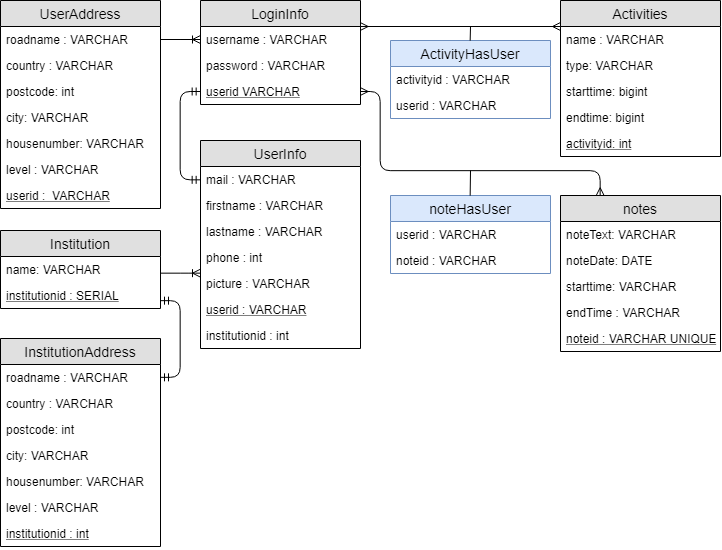 UserAddress
roadname : VARCHAR
country : VARCHAR
postcode: int
city: VARCHAR
housenumber: VARCHAR
level : VARCHAR
userid :  VARCHAR
LoginInfo
username : VARCHAR
password : VARCHAR
userid VARCHAR
Activities
name : VARCHAR
type: VARCHAR
starttime: bigint
endtime: bigint
activityid: int
ActivityHasUser
activityid : VARCHAR
userid : VARCHAR
UserInfo
mail : VARCHAR
firstname : VARCHAR
lastname : VARCHAR
phone : int
picture : VARCHAR
userid : VARCHAR
institutionid : int
noteHasUser
userid : VARCHAR
noteid : VARCHAR
notes
noteText: VARCHAR
noteDate: DATE
starttime: VARCHAR
endTime : VARCHAR
noteid : VARCHAR UNIQUE
Institution
name: VARCHAR
institutionid : SERIAL
InstitutionAddress
roadname : VARCHAR
country : VARCHAR
postcode: int
city: VARCHAR
housenumber: VARCHAR
level : VARCHAR
institutionid : int